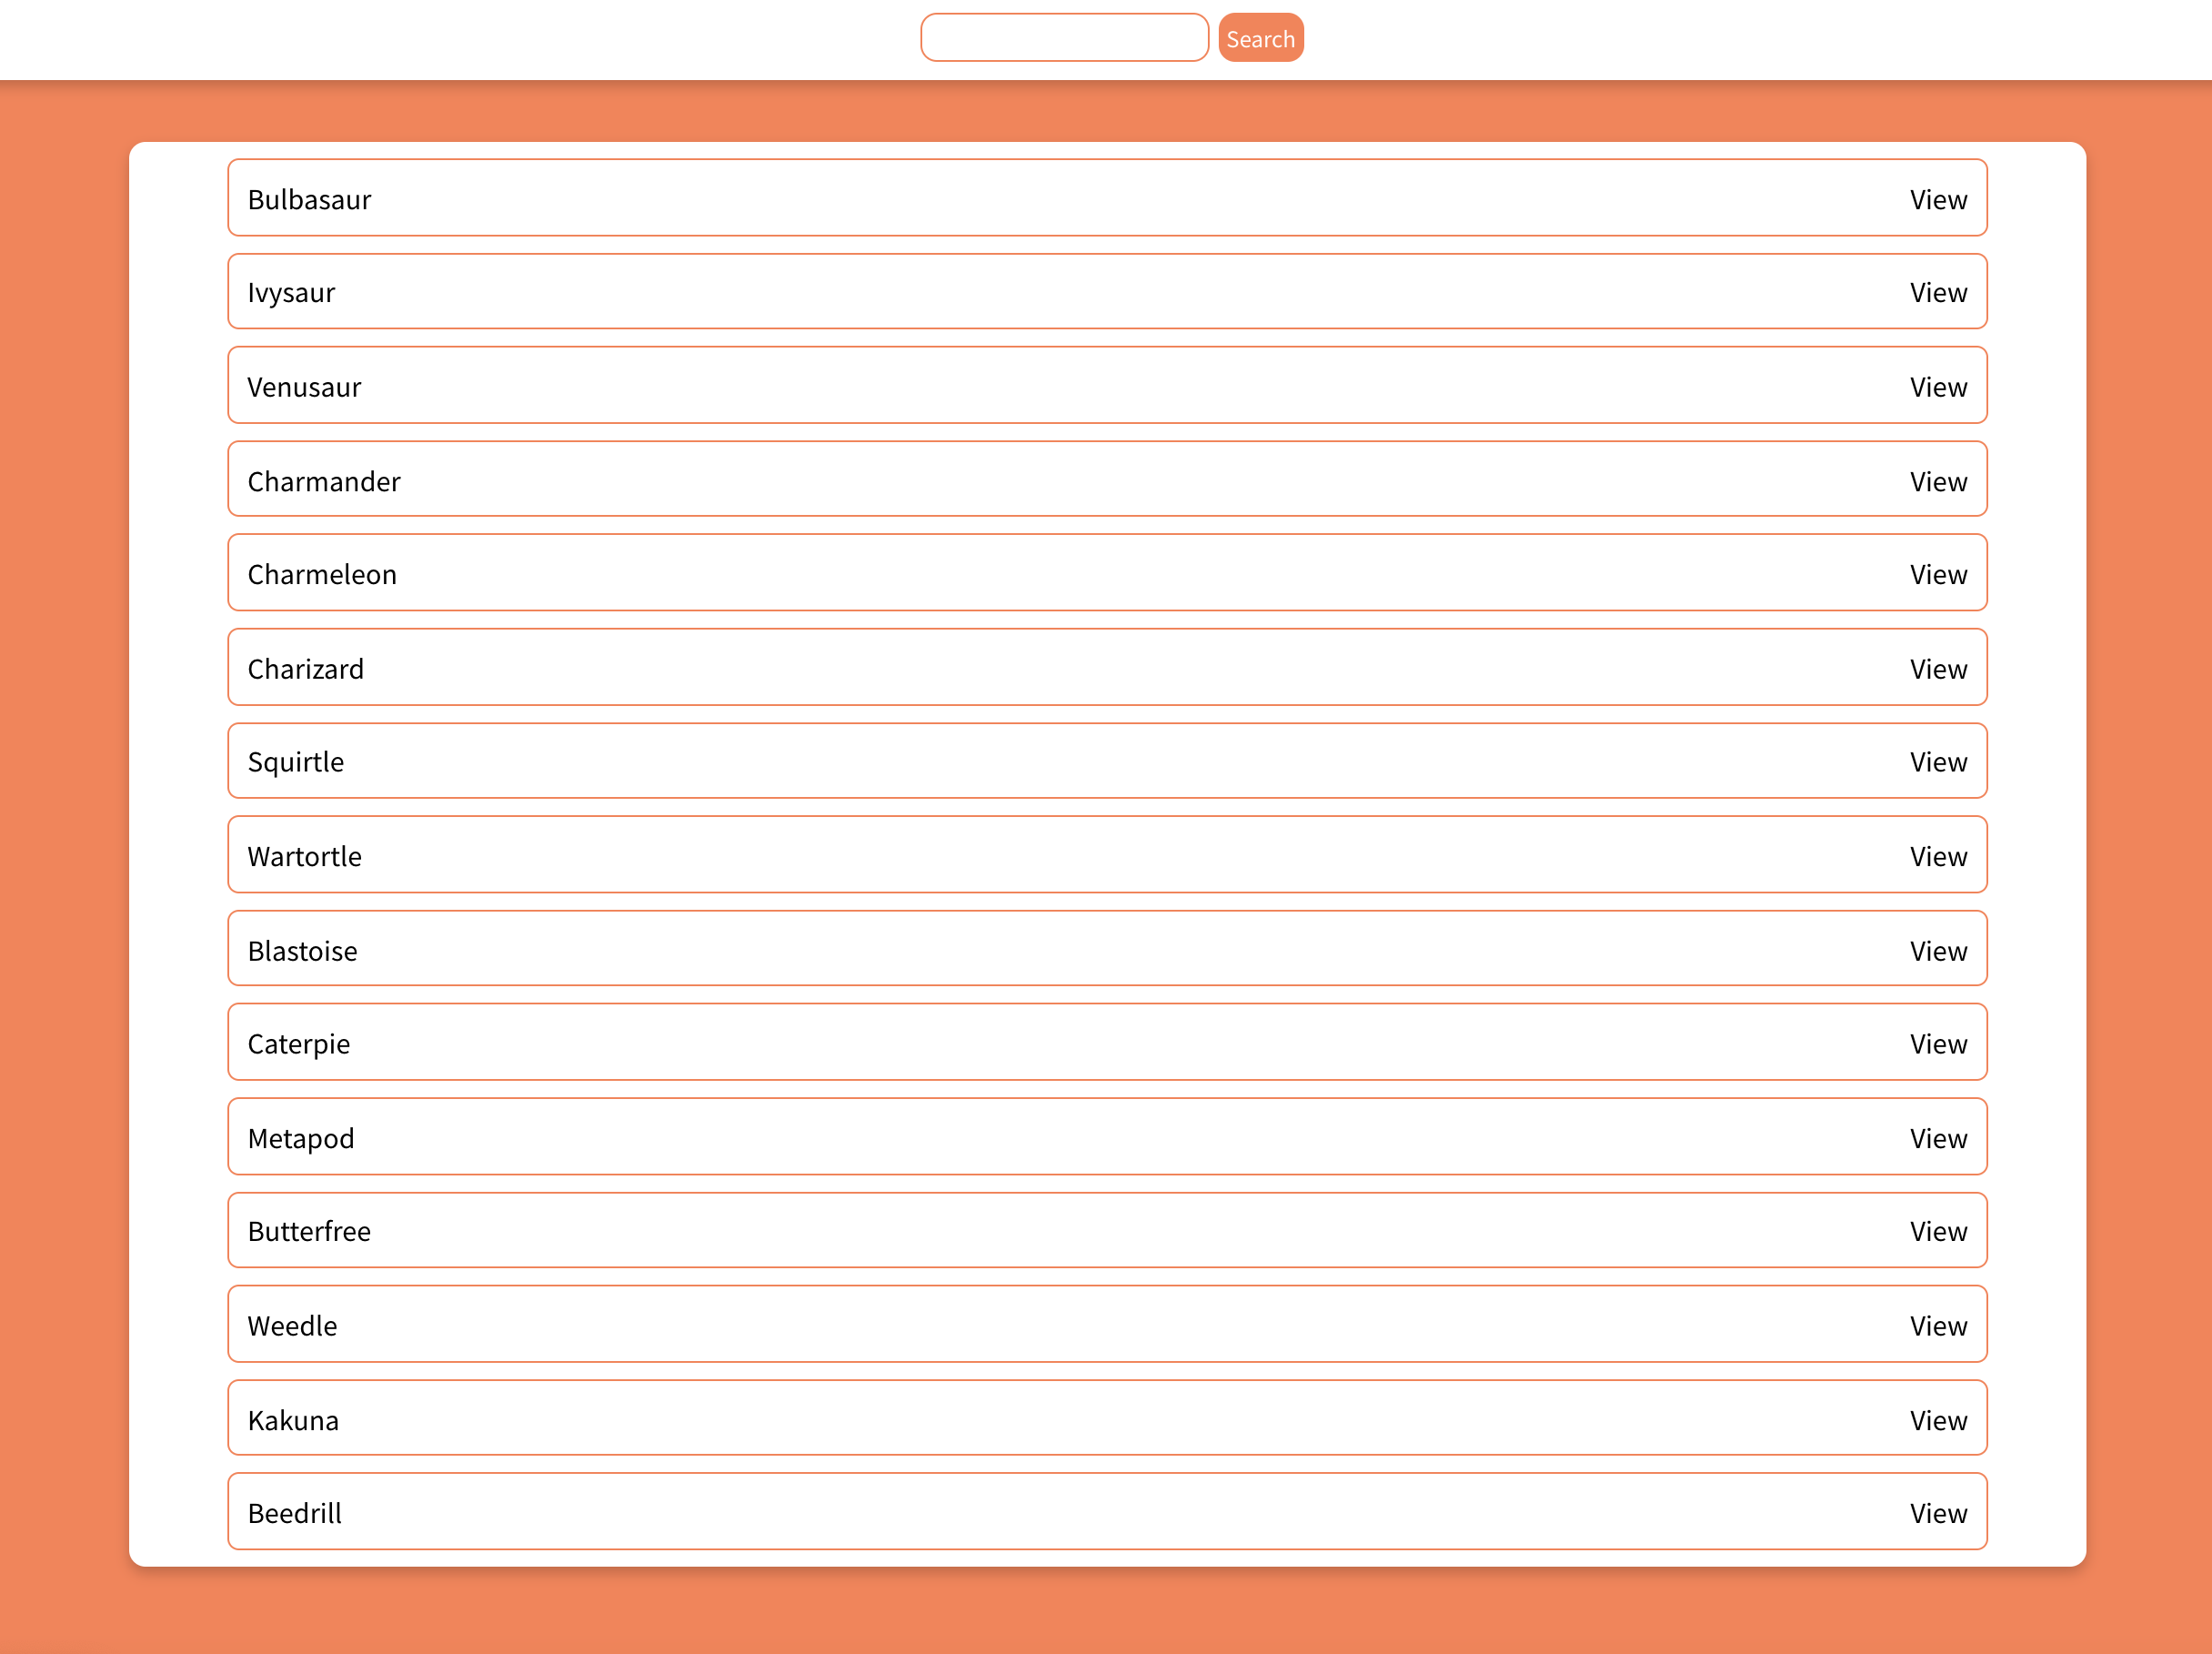 Search
Bulbasaur View
Ivysaur View
Venusaur View
Charmander View
Charmeleon View
Charizard View
Squirtle View
Wartortle View
Blastoise View
Caterpie View
Metapod View
Butterfree View
Weedle View
Kakuna View
Beedrill View